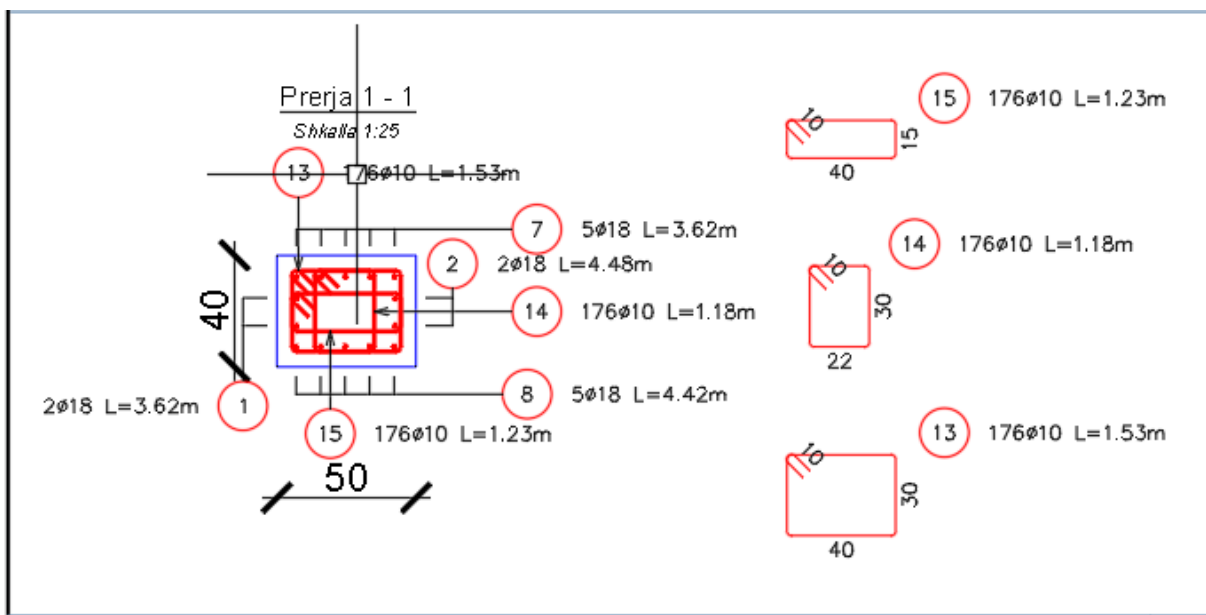 Prerja 1 - 1
Shkalla 1:25
13 176ø10 L=1.53m
7 5ø18 L=3.62m
2 2ø18 L=4.48m
14 176ø10 L=1.18m
40
2ø18 L=3.62m 1
8 5ø18 L=4.42m
15 176ø10 L=1.23m
50
15 176ø10 L=1.23m
10
15
40
14 176ø10 L=1.18m
10
30
22
13 176ø10 L=1.53m
10
30
40